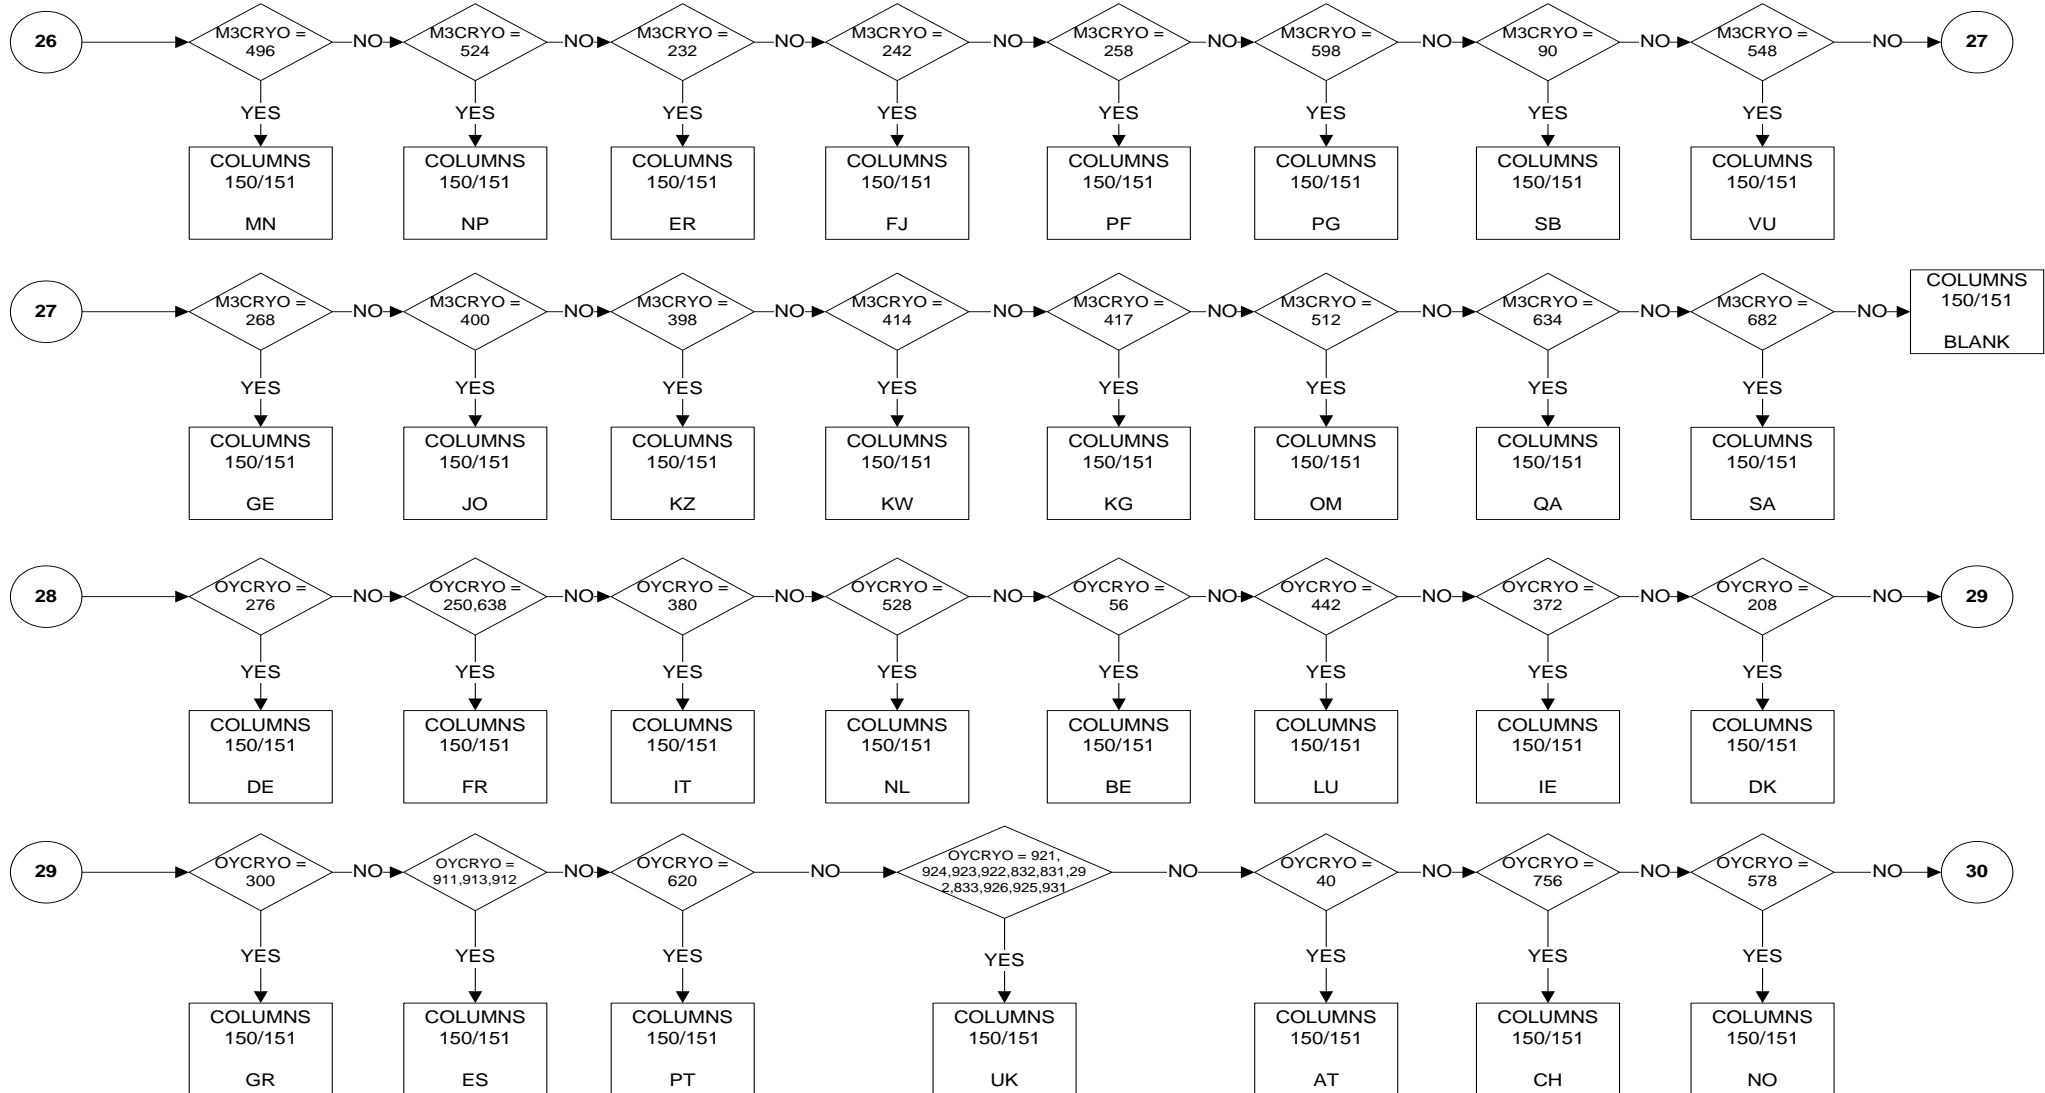 26
M3CRYO =
496
NO
M3CRYO =
524
NO
M3CRYO =
232
NO
M3CRYO =
242
NO
M3CRYO =
258
NO
M3CRYO =
598
NO
M3CRYO =
90
NO
M3CRYO =
548
NO
27
YES
YES
YES
YES
YES
YES
YES
YES
COLUMNS
150/151
MN
COLUMNS
150/151
NP
COLUMNS
150/151
ER
COLUMNS
150/151
FJ
COLUMNS
150/151
PF
COLUMNS
150/151
PG
COLUMNS
150/151
SB
COLUMNS
150/151
VU
27
M3CRYO =
268
NO
M3CRYO =
400
NO
M3CRYO =
398
NO
M3CRYO =
414
NO
M3CRYO =
417
NO
M3CRYO =
512
NO
M3CRYO =
634
NO
M3CRYO =
682
NO
COLUMNS
150/151
BLANK
YES
YES
YES
YES
YES
YES
YES
YES
COLUMNS
150/151
GE
COLUMNS
150/151
JO
COLUMNS
150/151
KZ
COLUMNS
150/151
KW
COLUMNS
150/151
KG
COLUMNS
150/151
OM
COLUMNS
150/151
QA
COLUMNS
150/151
SA
28
OYCRYO =
276
NO
OYCRYO =
250,638
NO
OYCRYO =
380
NO
OYCRYO =
528
NO
OYCRYO =
56
NO
OYCRYO =
442
NO
OYCRYO =
372
NO
OYCRYO =
208
NO
29
YES
YES
YES
YES
YES
YES
YES
YES
COLUMNS
150/151
DE
COLUMNS
150/151
FR
COLUMNS
150/151
IT
COLUMNS
150/151
NL
COLUMNS
150/151
BE
COLUMNS
150/151
LU
COLUMNS
150/151
IE
COLUMNS
150/151
DK
29
OYCRYO =
300
NO
OYCRYO =
911,913,912
NO
OYCRYO =
620
NO
OYCRYO = 921,
924,923,922,832,831,29
2,833,926,925,931
NO
OYCRYO =
40
NO
OYCRYO =
756
NO
OYCRYO =
578
NO
30
YES
YES
YES
YES
YES
YES
YES
COLUMNS
150/151
GR
COLUMNS
150/151
ES
COLUMNS
150/151
PT
COLUMNS
150/151
UK
COLUMNS
150/151
AT
COLUMNS
150/151
CH
COLUMNS
150/151
NO